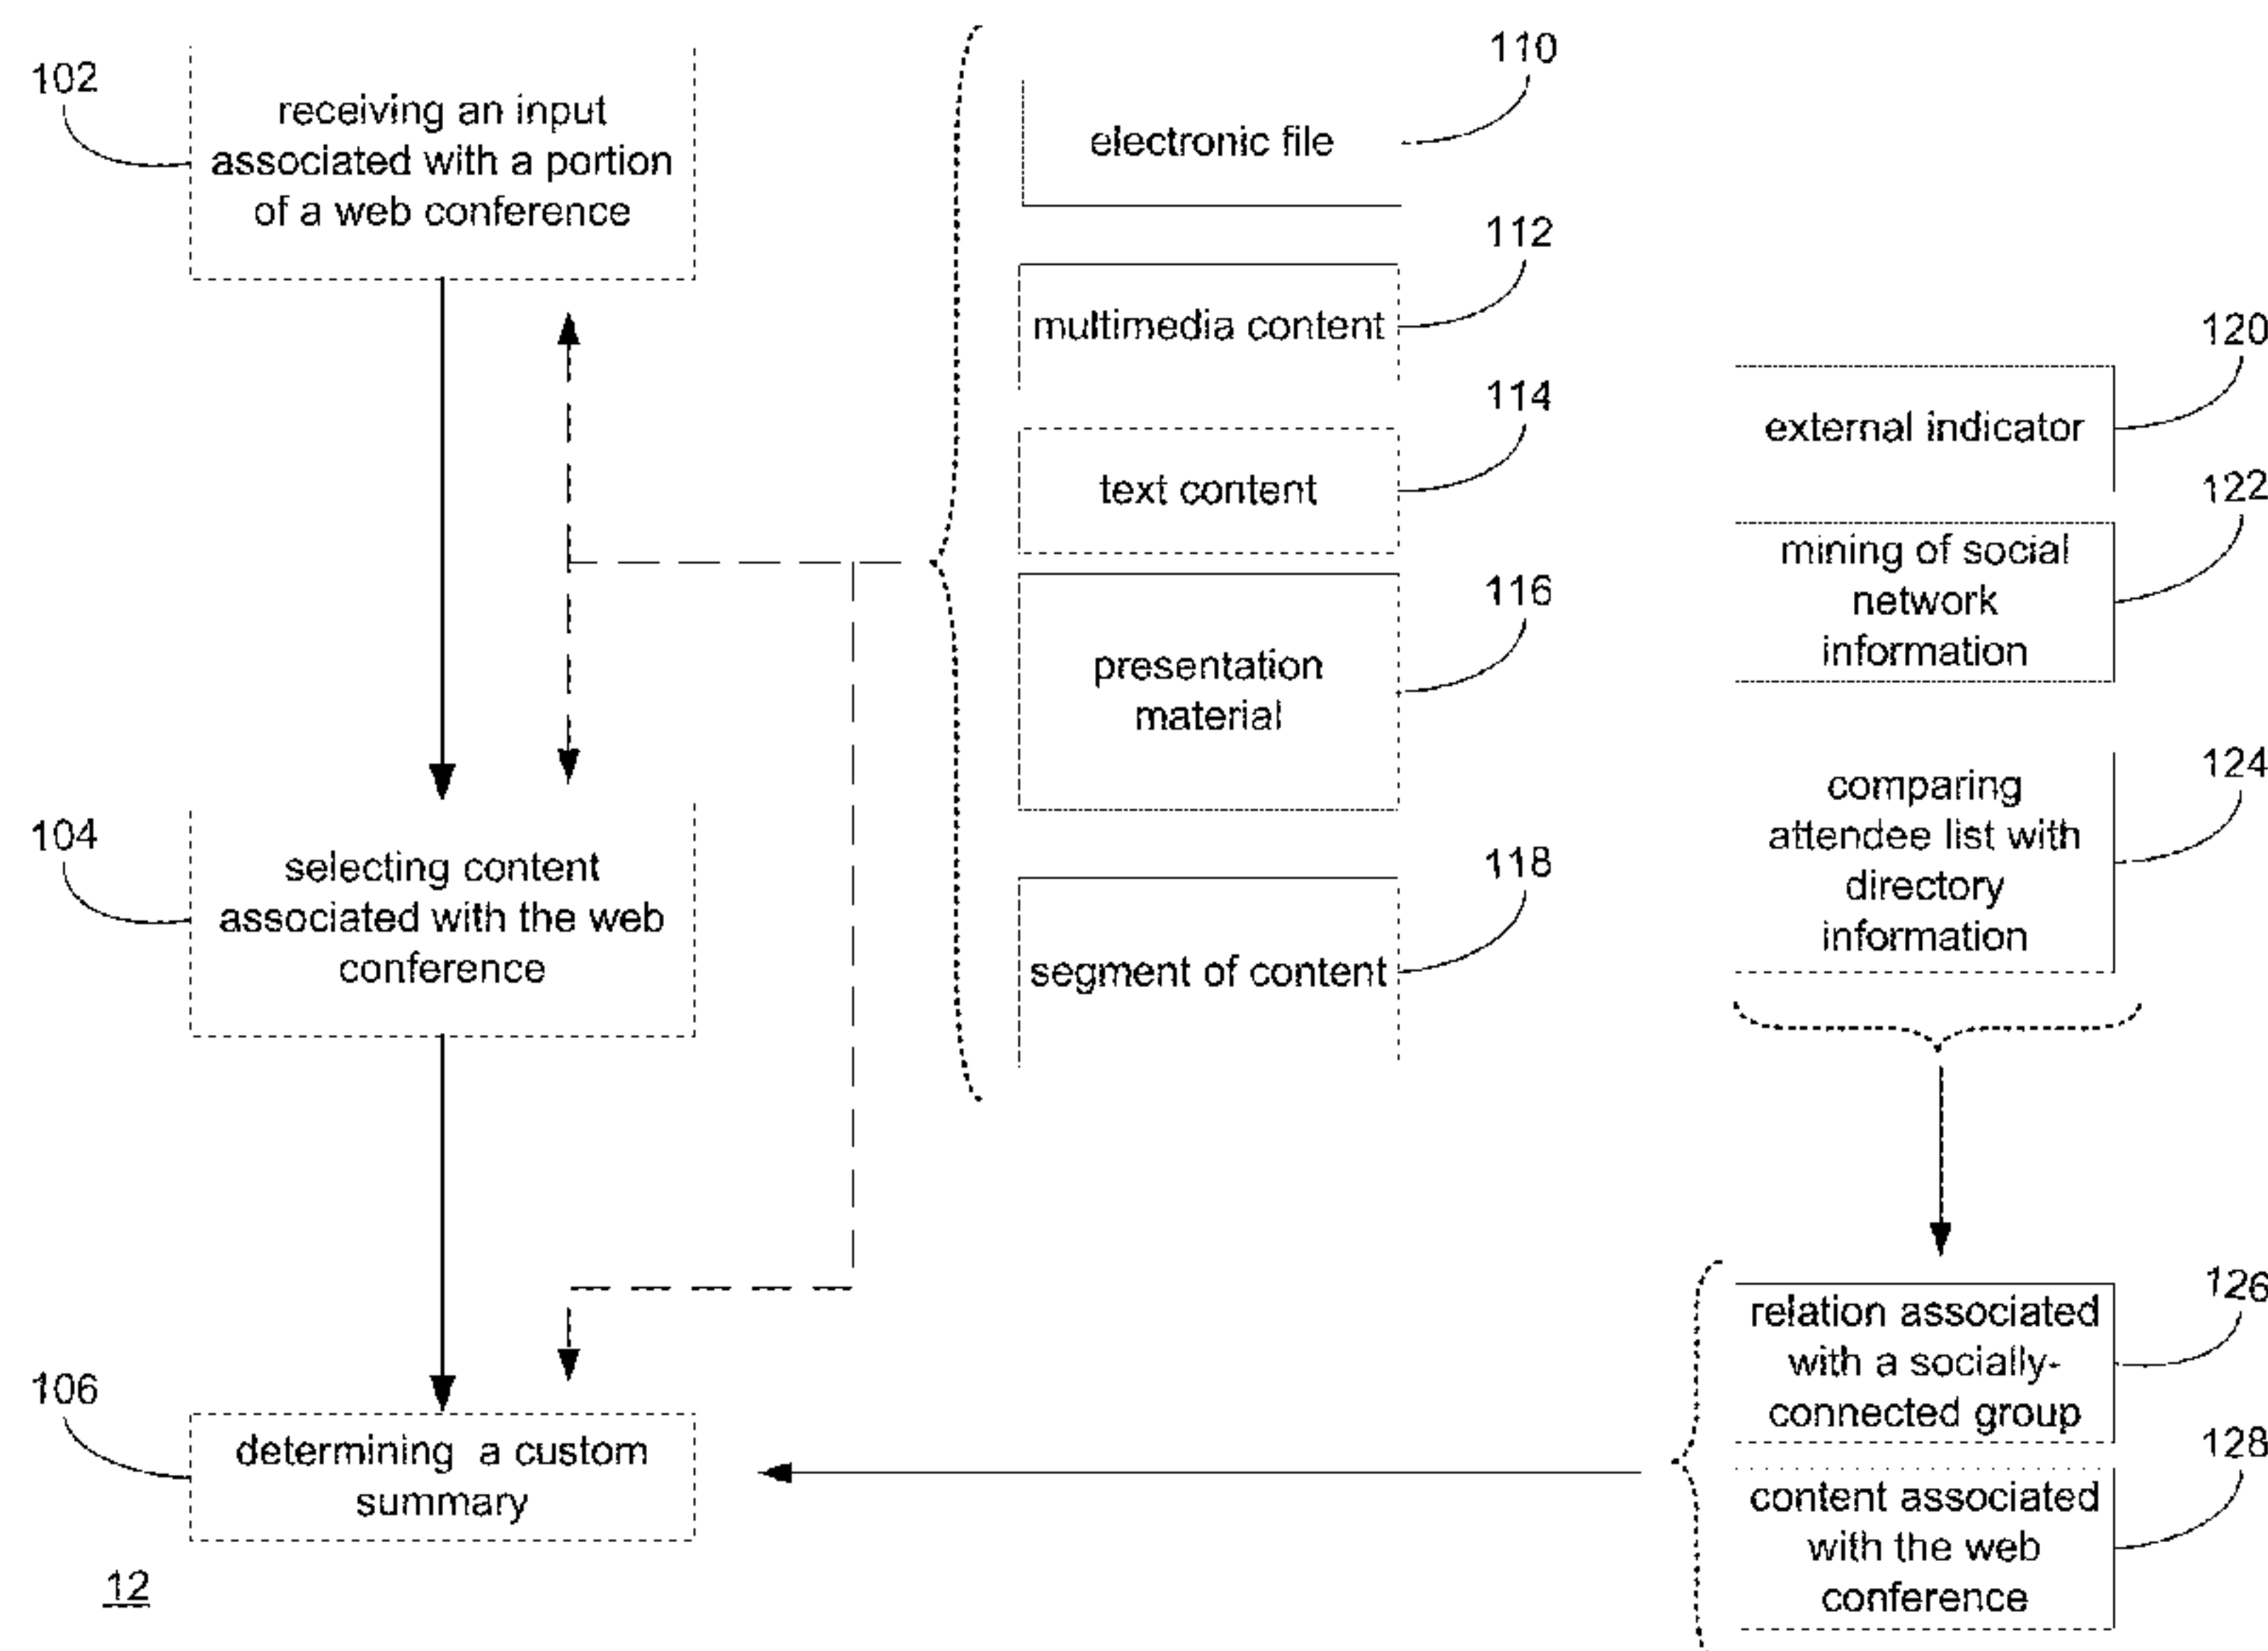 102
receiving an input
associated with a portion
of a web conference
104
selecting content
associated with the web
conference
106
determining a custom
summary
12
110
electronic file
112
multimedia content
114
text content
116
presentation
material
118
segment of content
120
external indicator
122
mining of social
network
information
124
comparing
attendee list with
directory
information
126
relation associated
with a socially-
connected group
128
content associated
with the web
conference